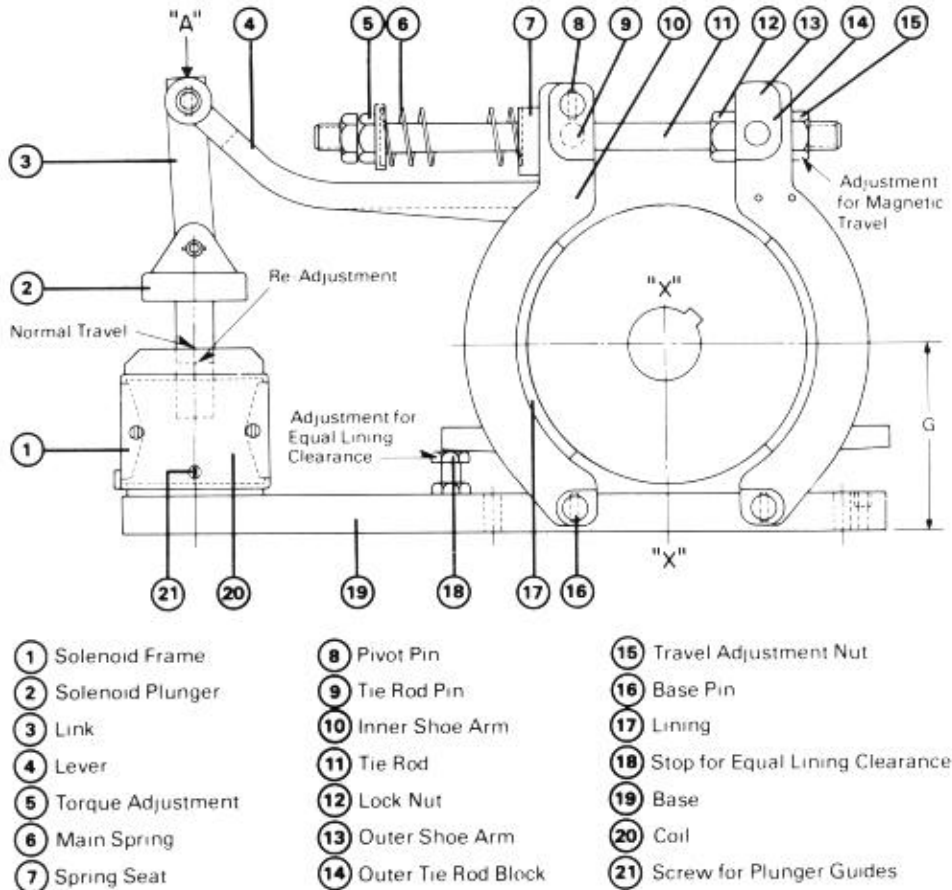 "A"
4
5
6
7
8
9
10
11
12
13
14
15
3
Adjustment
for Magnetic
Travel
2
Re-Adjustment
"X"
Normal Travel
Adjustment for
Equal Lining
Clearance
1
G
"X"
21
20
19
18
17
16
1 Solenoid Frame
2 Solenoid Plunger
3 Link
4 Lever
5 Torque Adjustment
6 Main Spring
7 Spring Seat
8 Pivot Pin
9 Tie Rod Pin
10 Inner Shoe Arm
11 Tie Rod
12 Lock Nut
13 Outer Shoe Arm
14 Outer Tie Rod Block
15 Travel Adjustment Nut
16 Base Pin
17 Lining
18 Stop for Equal Lining Clearance
19 Base
20 Coil
21 Screw for Plunger Guides